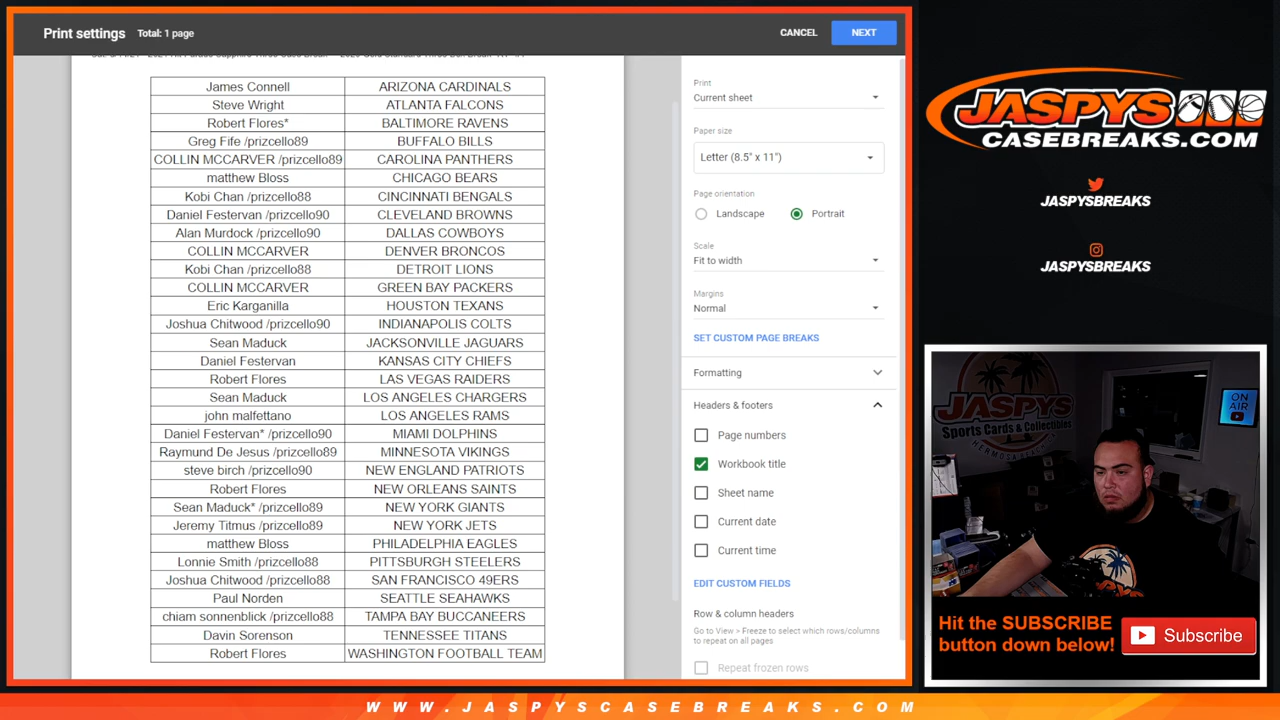 Print settings Total: 1 page CANCEL NEXT
James Connell ARIZONA CARDINALS
Steve Wright ATLANTA FALCONS
Robert Flores* BALTIMORE RAVENS
Greg Fife /prizcello89 BUFFALO BILLS
COLLIN MCCARVER /prizcello89 CAROLINA PANTHERS
matthew Bloss CHICAGO BEARS
Kobi Chan /prizcello88 CINCINNATI BENGALS
Daniel Festervan /prizcello90 CLEVELAND BROWNS
Alan Murdock /prizcello90 DALLAS COWBOYS
COLLIN MCCARVER DENVER BRONCOS
Kobi Chan /prizcello88 DETROIT LIONS
COLLIN MCCARVER GREEN BAY PACKERS
Eric Karganilla HOUSTON TEXANS
Joshua Chitwood /prizcello90 INDIANAPOLIS COLTS
Sean Maduck JACKSONVILLE JAGUARS
Daniel Festervan KANSAS CITY CHIEFS
Robert Flores LAS VEGAS RAIDERS
Sean Maduck LOS ANGELES CHARGERS
john malfettano LOS ANGELES RAMS
Daniel Festervan* /prizcello90 MIAMI DOLPHINS
Raymund De Jesus /prizcello89 MINNESOTA VIKINGS
steve birch /prizcello90 NEW ENGLAND PATRIOTS
Robert Flores NEW ORLEANS SAINTS
Sean Maduck* /prizcello89 NEW YORK GIANTS
Jeremy Titmus /prizcello89 NEW YORK JETS
matthew Bloss PHILADELPHIA EAGLES
Lonnie Smith /prizcello88 PITTSBURGH STEELERS
Joshua Chitwood /prizcello88 SAN FRANCISCO 49ERS
Paul Norden SEATTLE SEAHAWKS
chiam sonnenblick /prizcello88 TAMPA BAY BUCCANEERS
Davin Sorenson TENNESSEE TITANS
Robert Flores WASHINGTON FOOTBALL TEAM
Print
Current sheet
Paper size
Letter (8.5" x 11")
Page orientation
Landscape Portrait
Scale
Fit to width
Margins
Normal
SET CUSTOM PAGE BREAKS
Formatting
Headers & footers
Page numbers
Workbook title
Sheet name
Current date
Current time
EDIT CUSTOM FIELDS
Row & column headers
Go to View > Freeze to select which rows/columns
to repeat on all pages
Repeat frozen rows
JASPYS
CASEBREAKS.COM
JASPYSBREAKS
JASPYSBREAKS
JASPYS
Sports Cards & Collectibles
HERMOSA BEACH
ON
AIR
Hit the SUBSCRIBE
button down below!
Subscribe
WWW.JASPYSCASEBREAKS.COM